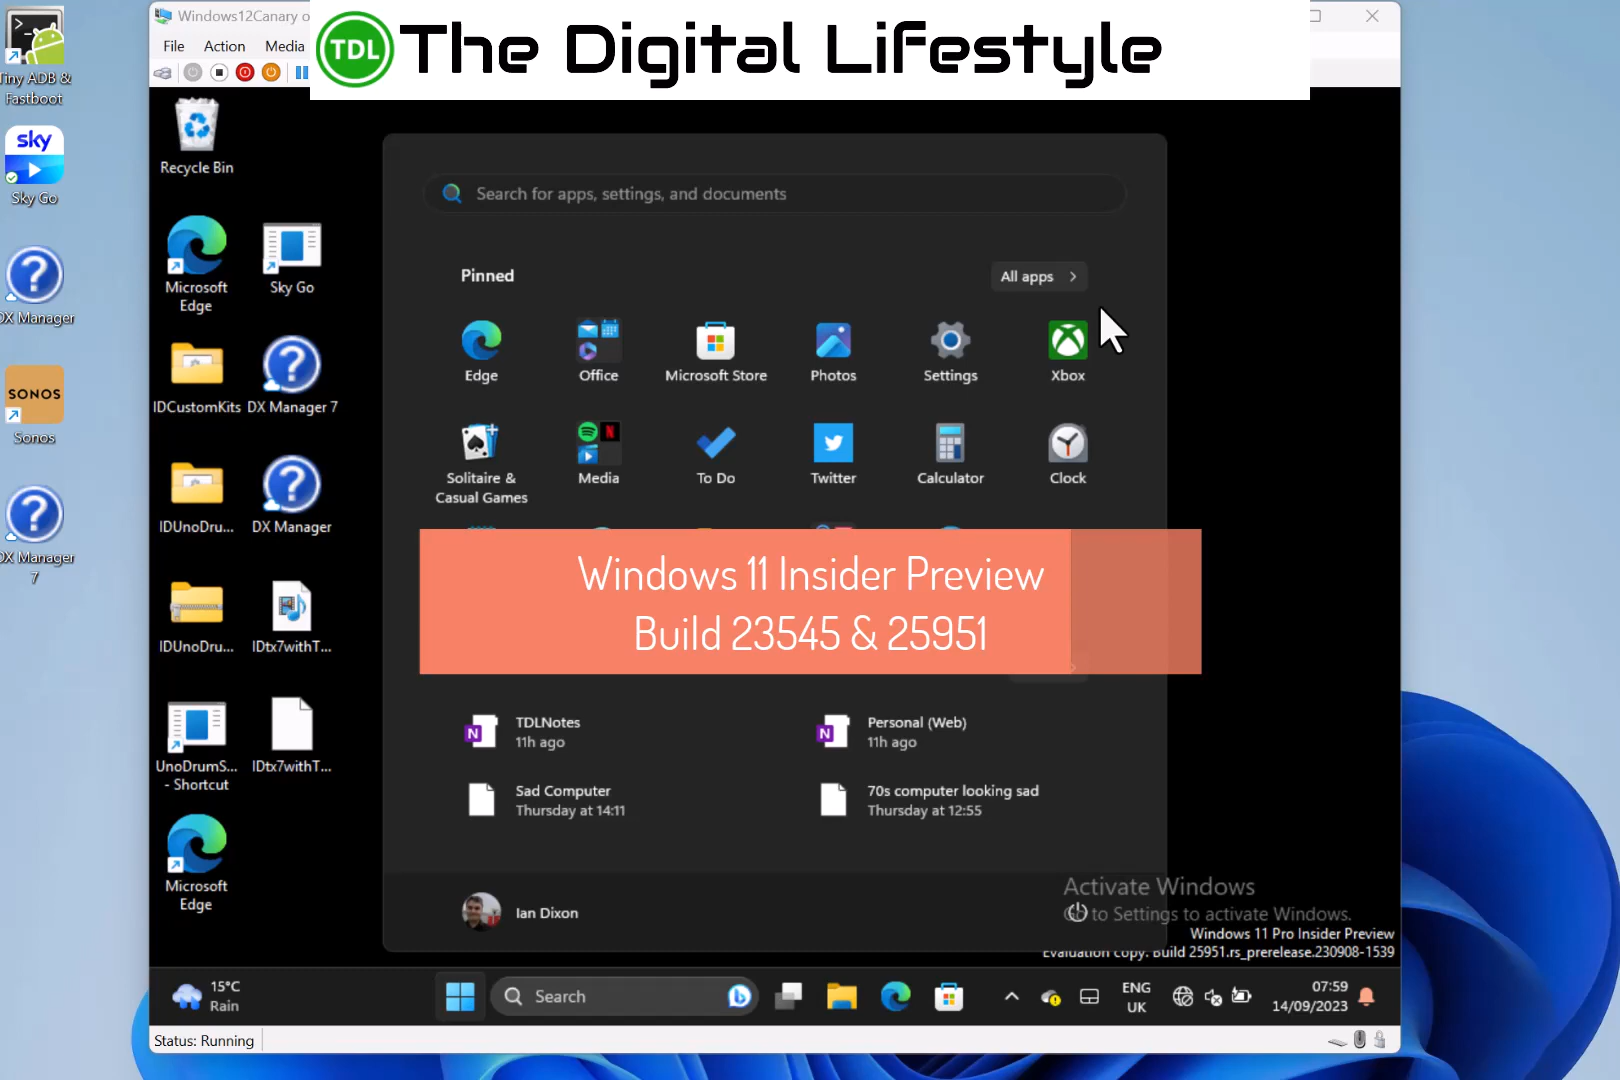 Tiny ADB &
Fastboot
sky
Sky Go
DX Manager
SONOS
Sonos
DX Manager
7
Windows12Canary o
File Action Media
TDL The Digital Lifestyle
Recycle Bin
Microsoft
Edge
Sky Go
IDCustomKits
DX Manager 7
IDUnoDrum...
DX Manager
IDUnoDru...
IDtx7withT...
UnoDrumS...
- Shortcut
IDtx7withT...
Microsoft
Edge
Search for apps, settings, and documents
Pinned
All apps
Edge
Office
Microsoft Store
Photos
Settings
Xbox
Solitaire &
Casual Games
Media
To Do
Twitter
Calculator
Clock
Windows 11 Insider Preview
Build 23545 & 25951
TDLNotes
11h ago
Personal (Web)
11h ago
Sad Computer
Thursday at 14:11
70s computer looking sad
Thursday at 12:55
Ian Dixon
Activate Windows
to Settings to activate Windows.
Windows 11 Pro Insider Preview
Evaluation copy. Build 25951.rs_prerelease.230908-1539
15°C
Rain
Search
ENG
UK
07:59
14/09/2023
Status: Running